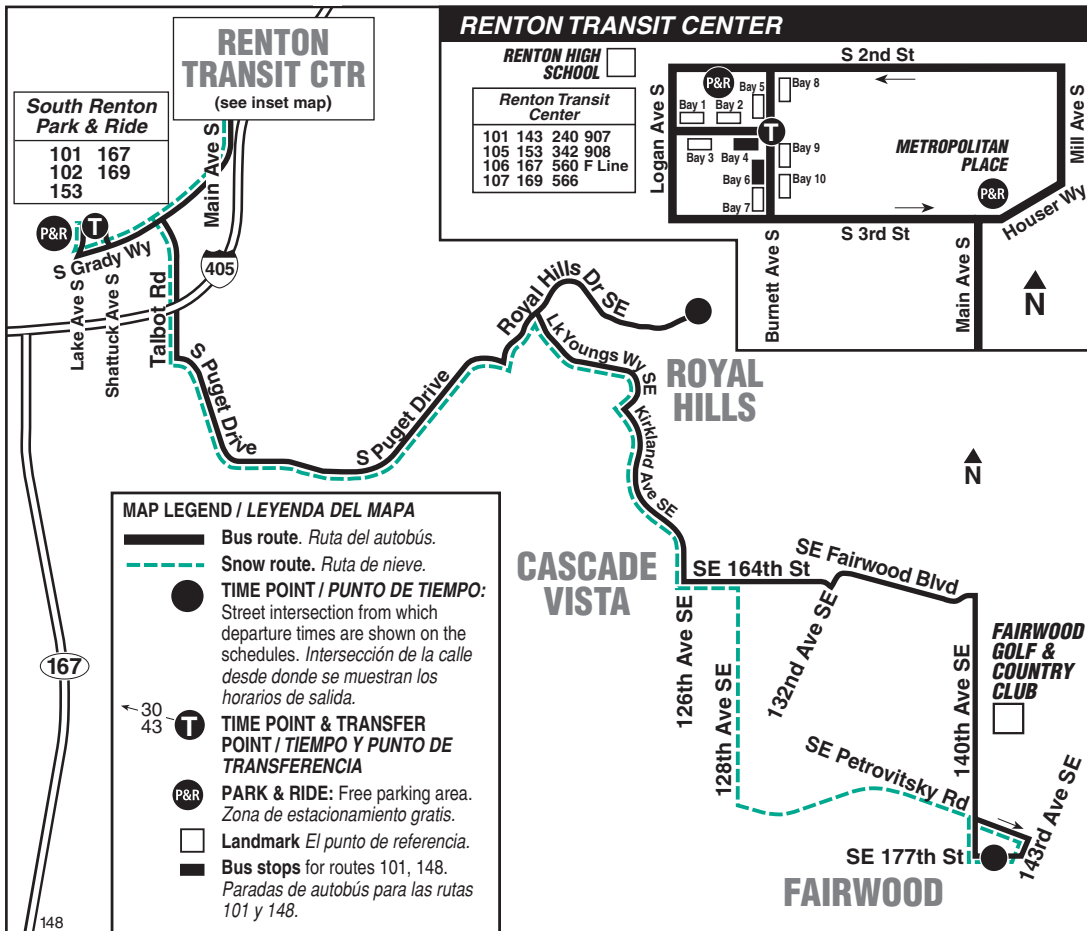 RENTON
TRANSIT CTR
(see inset map)
South Renton
Park & Ride
101 167
102 169
153
P&R
T
S Grady Wy
Lake Ave S
Shattuck Ave S
Talbot Rd
Main Ave S
405
167
S Puget Drive
S Puget Drive
Royal Hills Dr SE
Lk Youngs Wy SE
Kirkland Ave SE
ROYAL
HILLS
N
CASCADE
VISTA
SE 164th St
SE Fairwood Blvd
126th Ave SE
128th Ave SE
132nd Ave SE
140th Ave SE
SE Petrovitsky Rd
143rd Ave SE
SE 177th St
FAIRWOOD
FAIRWOOD
GOLF &
COUNTRY
CLUB
RENTON TRANSIT CENTER
RENTON HIGH
SCHOOL
Renton Transit
Center
101 143 240 907
105 153 342 908
106 167 560 F Line
107 169 566
S 2nd St
Logan Ave S
P&R
Bay 1
Bay 2
Bay 5
Bay 8
T
Bay 3
Bay 4
Bay 9
Bay 6
Bay 10
Bay 7
METROPOLITAN
PLACE
P&R
Mill Ave S
Houser Wy
S 3rd St
Burnett Ave S
Main Ave S
N
MAP LEGEND / LEYENDA DEL MAPA
Bus route. Ruta del autobús.
Snow route. Ruta de nieve.
TIME POINT / PUNTO DE TIEMPO:
Street intersection from which
departure times are shown on the
schedules. Intersección de la calle
desde donde se muestran los
horarios de salida.
30
43
T
TIME POINT & TRANSFER
POINT / TIEMPO Y PUNTO DE
TRANSFERENCIA
P&R
PARK & RIDE: Free parking area.
Zona de estacionamiento gratis.
Landmark El punto de referencia.
Bus stops for routes 101, 148.
Paradas de autobús para las rutas
101 y 148.
148